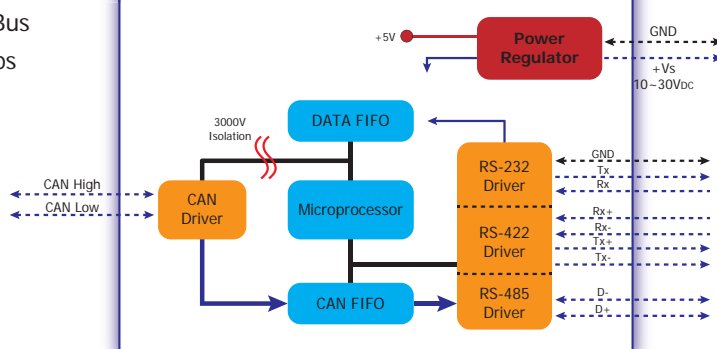 Bus
+5V
Power
Regulator
GND
+Vs
10~30VDC
3000V
Isolation
DATA FIFO
CAN High
CAN Low
CAN
Driver
Microprocessor
CAN FIFO
RS-232
Driver
RS-422
Driver
RS-485
Driver
GND
Tx
Rx
Rx+
Rx-
Tx+
Tx-
D-
D+